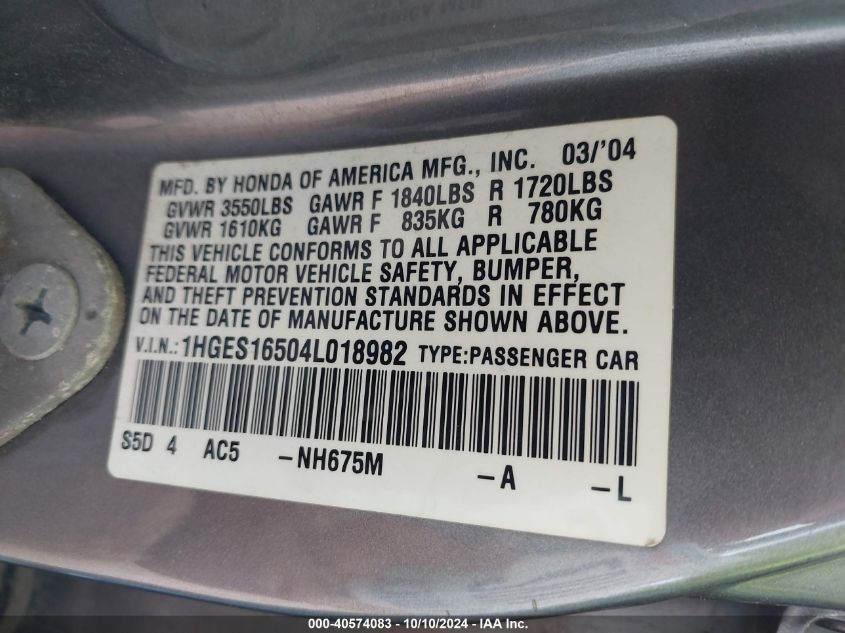 MFD. BY HONDA OF AMERICA MFG., INC. 03/'04
GVWR 3550LBS GAWR F 1840LBS R 1720LBS
GVWR 1610KG GAWR F 835KG R 780KG
THIS VEHICLE CONFORMS TO ALL APPLICABLE
FEDERAL MOTOR VEHICLE SAFETY, BUMPER,
AND THEFT PREVENTION STANDARDS IN EFFECT
ON THE DATE OF MANUFACTURE SHOWN ABOVE.
V.I.N.:1HGES16504L018982 TYPE:PASSENGER CAR
S5D 4 AC5 -NH675M -A -L
000-40574083 - 10/10/2024 - IAA Inc.